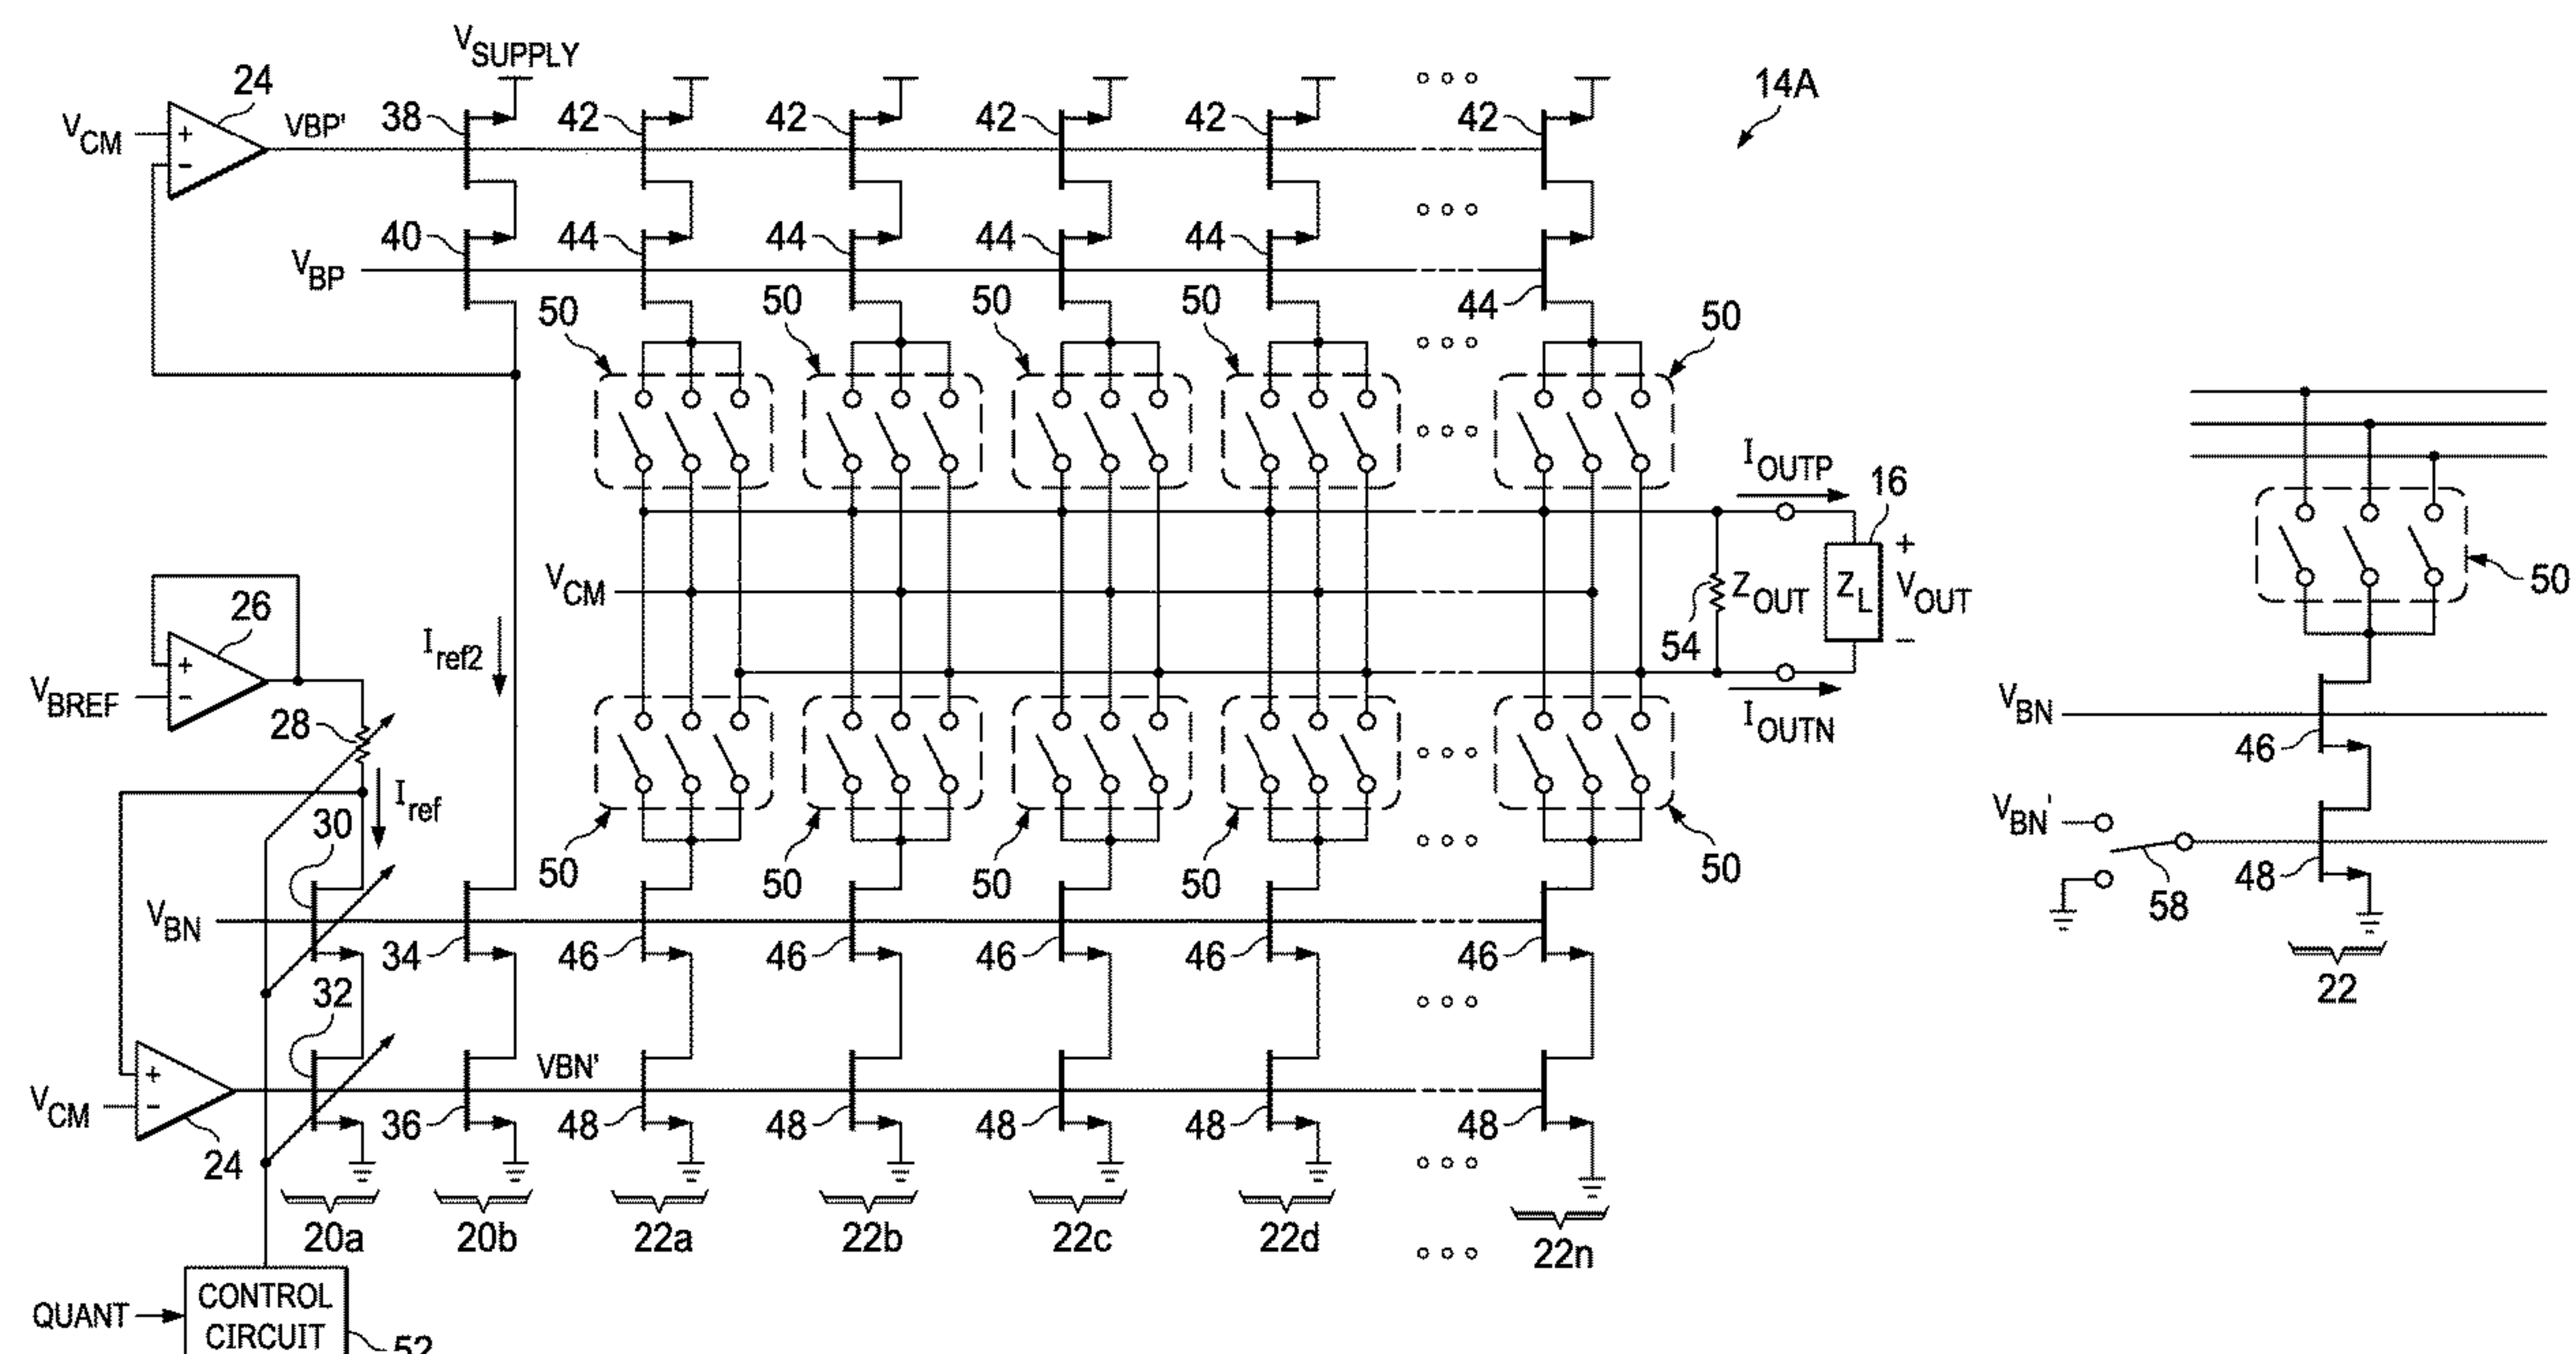 VSUPPLY
24
VCM
+
-
VBP'
38
42
42
42
42
42
14A
VBP
40
44
44
44
44
44
50
50
50
50
50
IOUTP
16
VCM
ZOUT
54
ZL
+
VOUT
-
IOUTN
26
+
-
VBREF
28
Iref2
Iref
30
50
50
50
50
50
VBN
34
46
46
46
46
46
32
VBN'
VCM
+
-
24
36
48
48
48
48
48
20a
20b
22a
22b
22c
22d
22n
QUANT
CONTROL
CIRCUIT
52
50
VBN
46
VBN'
58
48
22